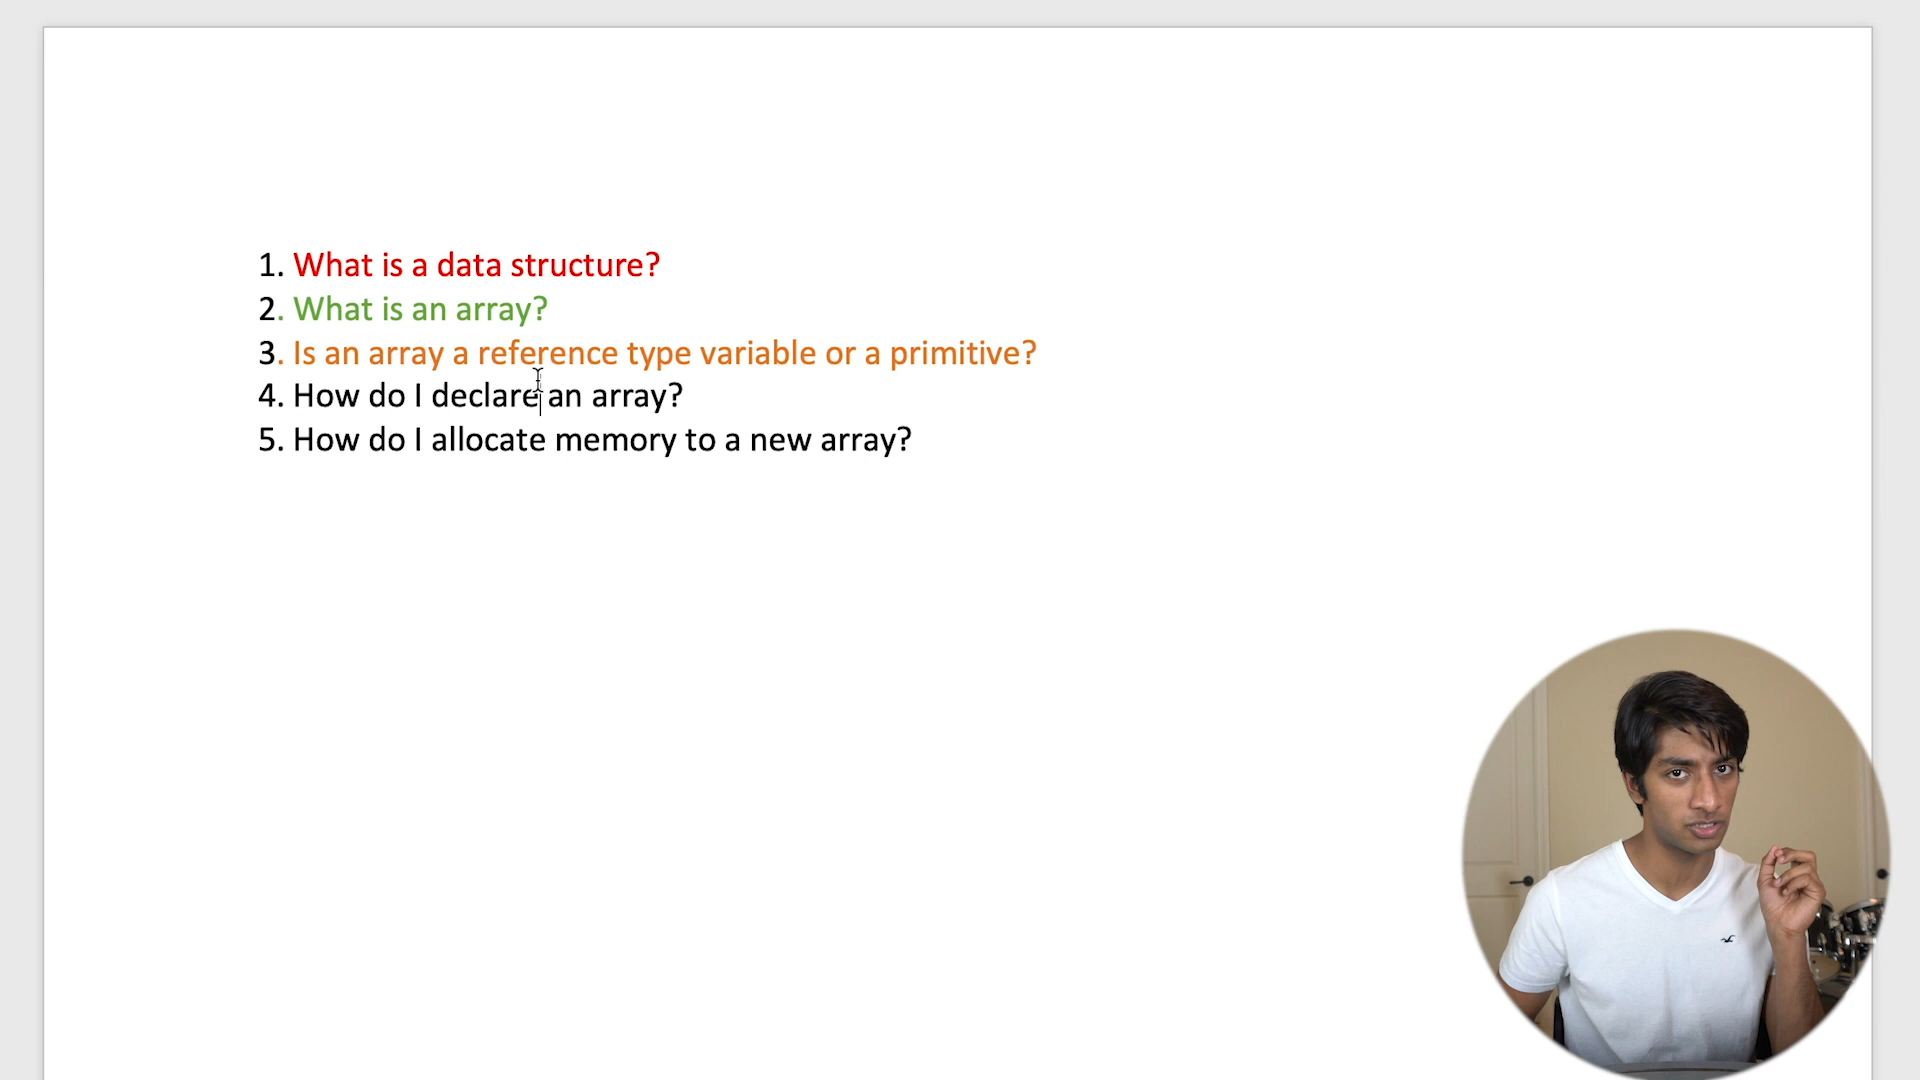 1. What is a data structure?
2. What is an array?
3. Is an array a reference type variable or a primitive?
4. How do I declare an array?
5. How do I allocate memory to a new array?